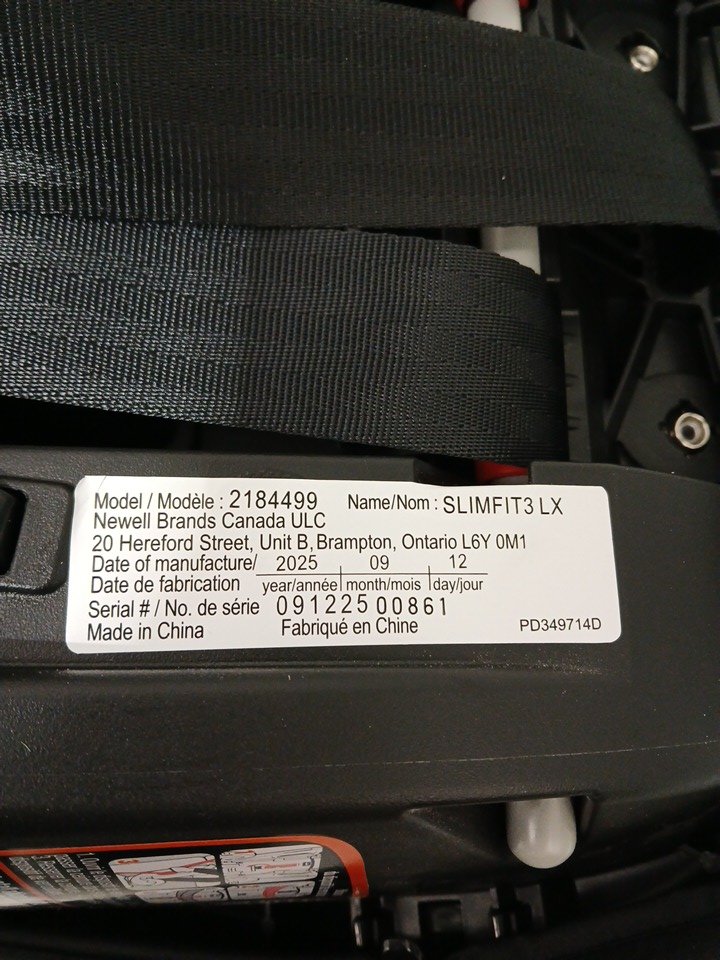 Model / Modèle : 2184499 Name/Nom : SLIMFIT3 LX
Newell Brands Canada ULC
20 Hereford Street, Unit B, Brampton, Ontario L6Y 0M1
Date of manufacture/ 2025 09 12
Date de fabrication year/année month/mois day/jour
Serial # / No. de série 09122500861
Made in China Fabriqué en Chine PD349714D